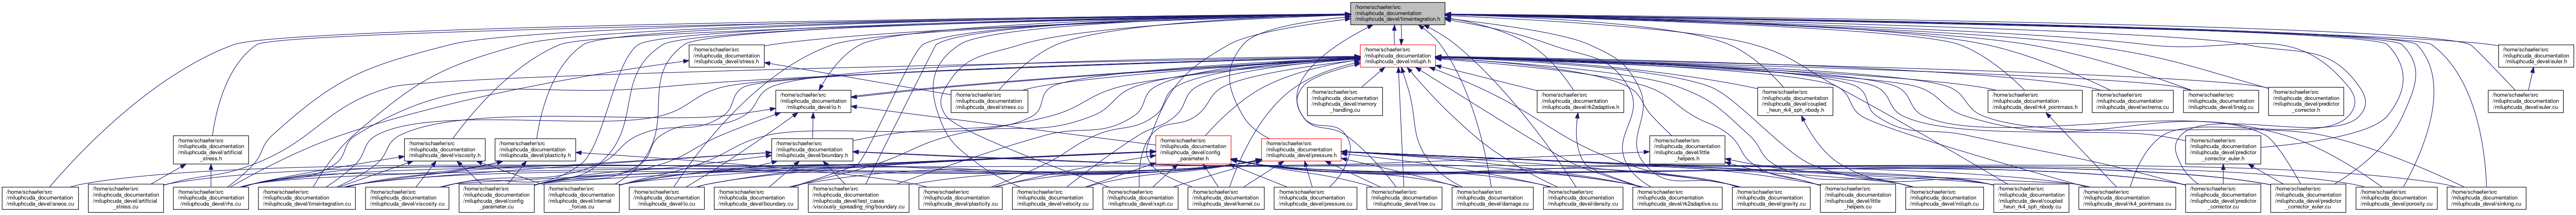 /home/schaefer/src
/miluphcuda_documentation
/miluphcuda_devel/timeintegration.h
/home/schaefer/src
/miluphcuda_documentation
/miluphcuda_devel/stress.h
/home/schaefer/src
/miluphcuda_documentation
/miluphcuda_devel/miluph.h
/home/schaefer/src
/miluphcuda_documentation
/miluphcuda_devel/euler.h
/home/schaefer/src
/miluphcuda_documentation
/miluphcuda_devel/io.h
/home/schaefer/src
/miluphcuda_documentation
/miluphcuda_devel/stress.cu
/home/schaefer/src
/miluphcuda_documentation
/miluphcuda_devel/memory
_handling.cu
/home/schaefer/src
/miluphcuda_documentation
/miluphcuda_devel/rk2adaptive.h
/home/schaefer/src
/miluphcuda_documentation
/miluphcuda_devel/coupled
_heun_rk4_sph_nbody.h
/home/schaefer/src
/miluphcuda_documentation
/miluphcuda_devel/rk4_pointmass.h
/home/schaefer/src
/miluphcuda_documentation
/miluphcuda_devel/extrema.cu
/home/schaefer/src
/miluphcuda_documentation
/miluphcuda_devel/linalg.cu
/home/schaefer/src
/miluphcuda_documentation
/miluphcuda_devel/predictor
_corrector.h
/home/schaefer/src
/miluphcuda_documentation
/miluphcuda_devel/euler.cu
/home/schaefer/src
/miluphcuda_documentation
/miluphcuda_devel/artificial
_stress.h
/home/schaefer/src
/miluphcuda_documentation
/miluphcuda_devel/viscosity.h
/home/schaefer/src
/miluphcuda_documentation
/miluphcuda_devel/plasticity.h
/home/schaefer/src
/miluphcuda_documentation
/miluphcuda_devel/boundary.h
/home/schaefer/src
/miluphcuda_documentation
/miluphcuda_devel/config
_parameter.h
/home/schaefer/src
/miluphcuda_documentation
/miluphcuda_devel/pressure.h
/home/schaefer/src
/miluphcuda_documentation
/miluphcuda_devel/little
_helpers.h
/home/schaefer/src
/miluphcuda_documentation
/miluphcuda_devel/predictor
_corrector_euler.h
/home/schaefer/src
/miluphcuda_documentation
/miluphcuda_devel/aneos.cu
/home/schaefer/src
/miluphcuda_documentation
/miluphcuda_devel/artificial
_stress.cu
/home/schaefer/src
/miluphcuda_documentation
/miluphcuda_devel/rhs.cu
/home/schaefer/src
/miluphcuda_documentation
/miluphcuda_devel/timeintegration.cu
/home/schaefer/src
/miluphcuda_documentation
/miluphcuda_devel/viscosity.cu
/home/schaefer/src
/miluphcuda_documentation
/miluphcuda_devel/config
_parameter.cu
/home/schaefer/src
/miluphcuda_documentation
/miluphcuda_devel/internal
_forces.cu
/home/schaefer/src
/miluphcuda_documentation
/miluphcuda_devel/io.cu
/home/schaefer/src
/miluphcuda_documentation
/miluphcuda_devel/boundary.cu
/home/schaefer/src
/miluphcuda_documentation
/miluphcuda_devel/test_cases
/viscously_spreading_ring/boundary.cu
/home/schaefer/src
/miluphcuda_documentation
/miluphcuda_devel/plasticity.cu
/home/schaefer/src
/miluphcuda_documentation
/miluphcuda_devel/velocity.cu
/home/schaefer/src
/miluphcuda_documentation
/miluphcuda_devel/xsph.cu
/home/schaefer/src
/miluphcuda_documentation
/miluphcuda_devel/kernel.cu
/home/schaefer/src
/miluphcuda_documentation
/miluphcuda_devel/pressure.cu
/home/schaefer/src
/miluphcuda_documentation
/miluphcuda_devel/tree.cu
/home/schaefer/src
/miluphcuda_documentation
/miluphcuda_devel/damage.cu
/home/schaefer/src
/miluphcuda_documentation
/miluphcuda_devel/density.cu
/home/schaefer/src
/miluphcuda_documentation
/miluphcuda_devel/rk2adaptive.cu
/home/schaefer/src
/miluphcuda_documentation
/miluphcuda_devel/gravity.cu
/home/schaefer/src
/miluphcuda_documentation
/miluphcuda_devel/little
_helpers.cu
/home/schaefer/src
/miluphcuda_documentation
/miluphcuda_devel/miluph.cu
/home/schaefer/src
/miluphcuda_documentation
/miluphcuda_devel/coupled
_heun_rk4_sph_nbody.cu
/home/schaefer/src
/miluphcuda_documentation
/miluphcuda_devel/rk4_pointmass.cu
/home/schaefer/src
/miluphcuda_documentation
/miluphcuda_devel/predictor
_corrector.cu
/home/schaefer/src
/miluphcuda_documentation
/miluphcuda_devel/predictor
_corrector_euler.cu
/home/schaefer/src
/miluphcuda_documentation
/miluphcuda_devel/porosity.cu
/home/schaefer/src
/miluphcuda_documentation
/miluphcuda_devel/sinking.cu